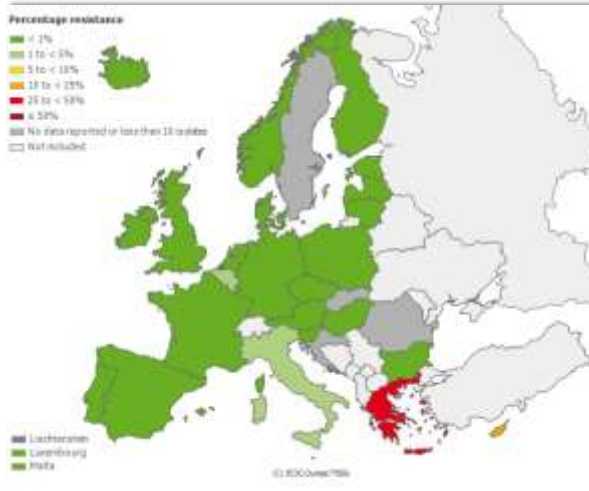 Percentage resistance
< 1%
1 to < 5%
5 to < 10%
10 to < 25%
25 to < 50%
≥ 50%
No data reported or less than 10 isolates
Not included
Liechtenstein
Luxembourg
Malta
(C) ECDC/